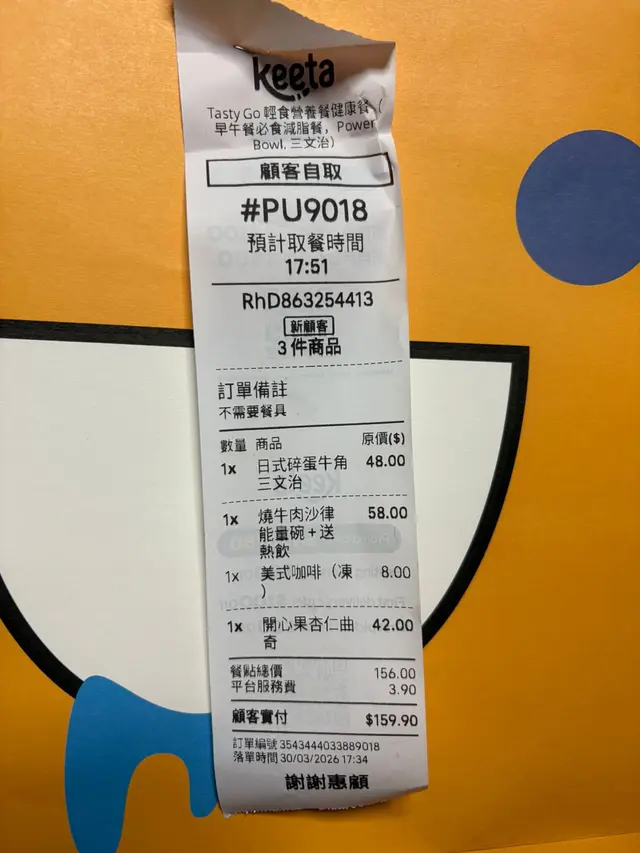 keeta
Tasty Go 輕食營養餐健康餐（
早午餐必食減脂餐，Power
Bowl, 三文治）
顧客自取
#PU9018
預計取餐時間
17:51
RhD863254413
新顧客
3 件商品
訂單備註
不需要餐具
數量 商品 原價($)
1x 日式碎蛋牛角 48.00
三文治
1x 燒牛肉沙律 58.00
能量碗＋送
熱飲
1x 美式咖啡（凍 8.00
）
1x 開心果杏仁曲 42.00
奇
餐點總價 156.00
平台服務費 3.90
顧客實付 $159.90
訂單編號 3543444033889018
落單時間 30/03/2026 17:34
謝謝惠顧